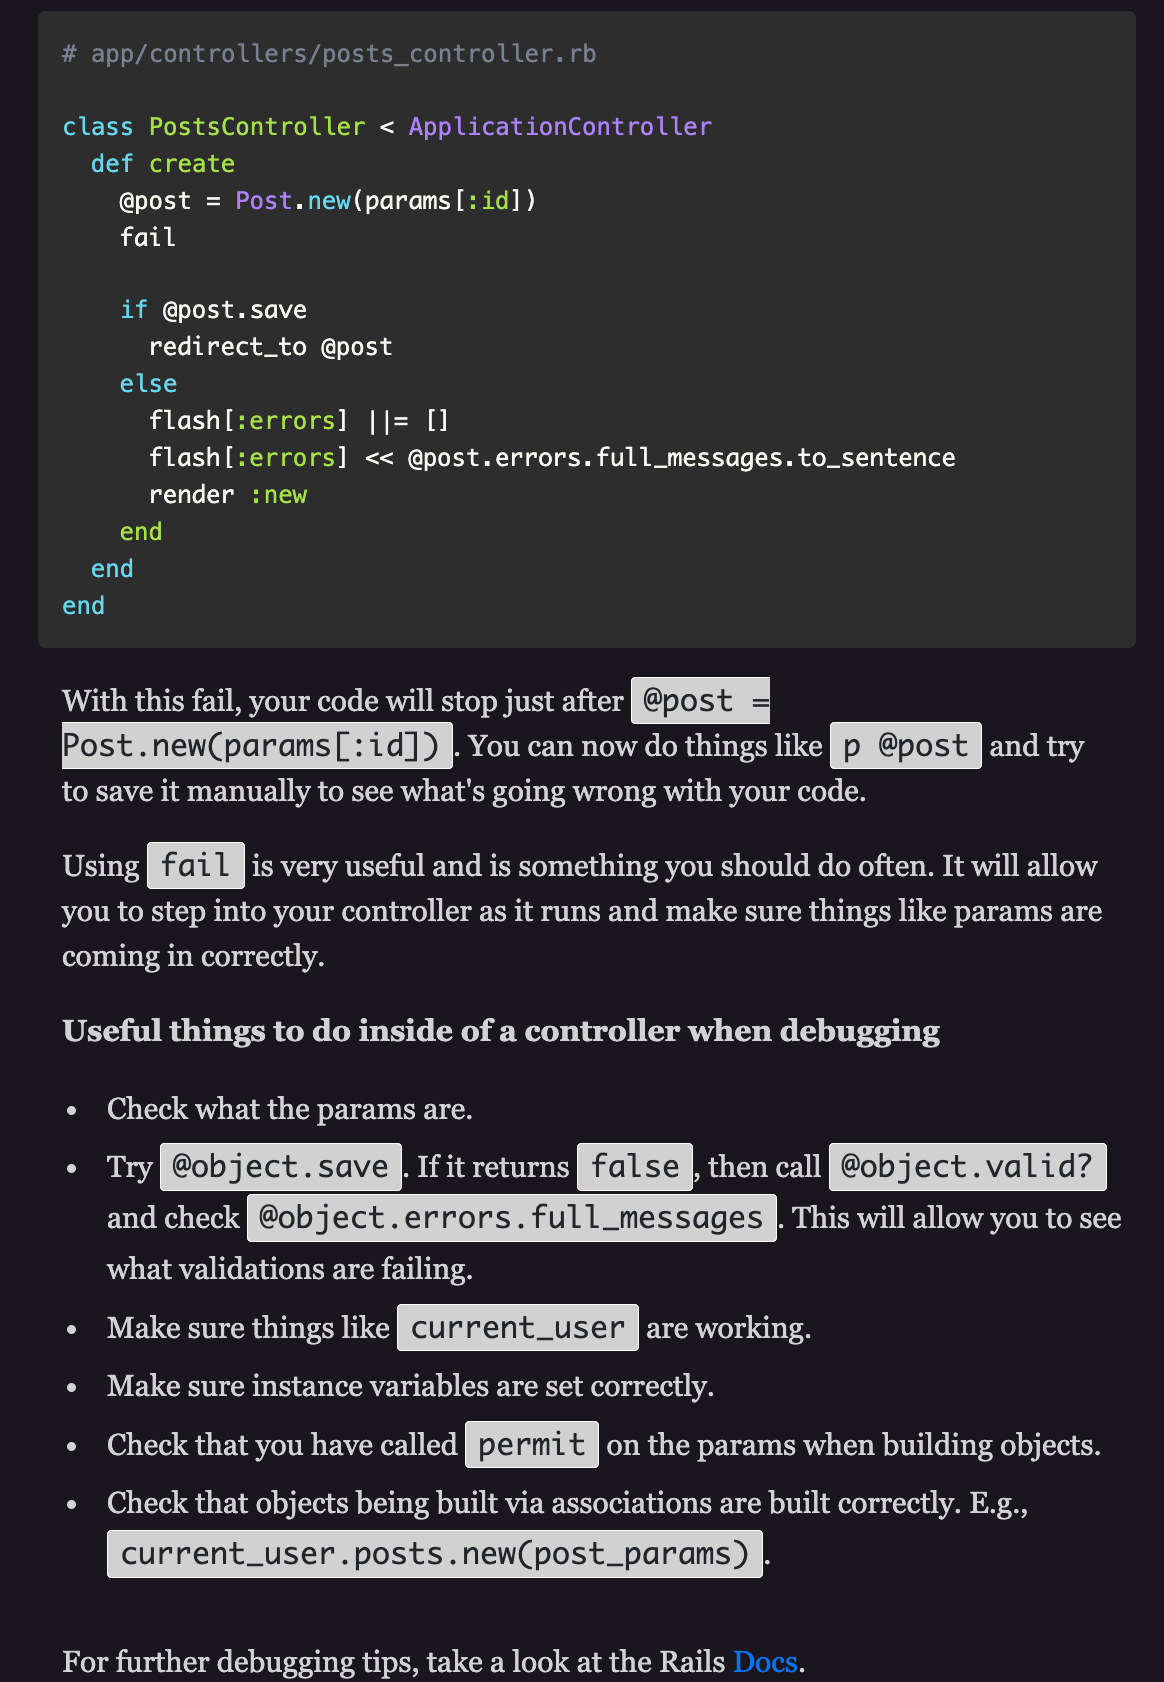 # app/controllers/posts_controller.rb

class PostsController < ApplicationController
  def create
    @post = Post.new(params[:id])
    fail

    if @post.save
      redirect_to @post
    else
      flash[:errors] ||= []
      flash[:errors] << @post.errors.full_messages.to_sentence
      render :new
    end
  end
end

With this fail, your code will stop just after @post =
Post.new(params[:id]). You can now do things like p @post and try
to save it manually to see what's going wrong with your code.

Using fail is very useful and is something you should do often. It will allow
you to step into your controller as it runs and make sure things like params are
coming in correctly.

Useful things to do inside of a controller when debugging

• Check what the params are.
• Try @object.save. If it returns false, then call @object.valid?
and check @object.errors.full_messages. This will allow you to see
what validations are failing.
• Make sure things like current_user are working.
• Make sure instance variables are set correctly.
• Check that you have called permit on the params when building objects.
• Check that objects being built via associations are built correctly. E.g.,
current_user.posts.new(post_params).

For further debugging tips, take a look at the Rails Docs.